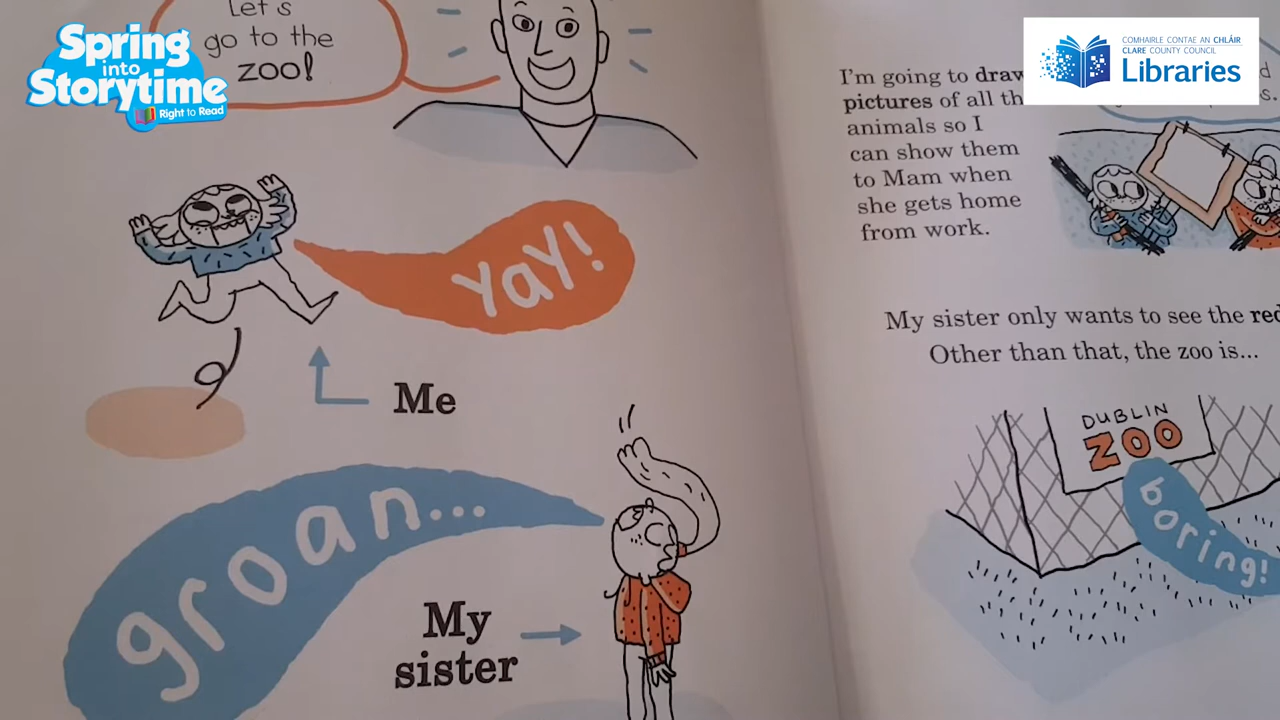 Spring
into
Storytime
Right to Read
Let's
go to the
zoo!
YaY!
Me
groan...
My
sister
COMHAIRLE CONTAE AN CHLÁIR
CLARE COUNTY COUNCIL
Libraries
I'm going to draw
pictures of all th
animals so I
can show them
to Mam when
she gets home
from work.
My sister only wants to see the red
Other than that, the zoo is...
DUBLIN
ZOO
boring!